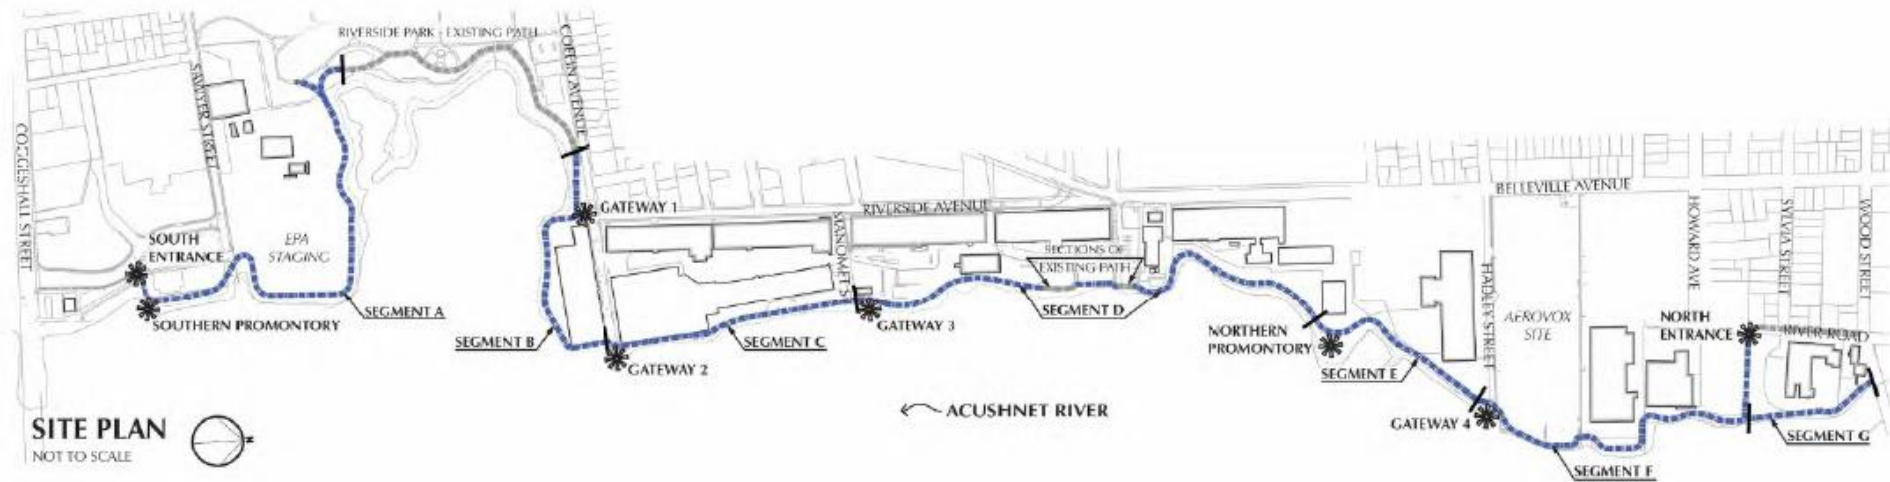 RIVERSIDE PARK - EXISTING PATH
COFFIN AVENUE
SAWYER STREET
COGGESHALL STREET
SOUTH
ENTRANCE
EPA
STAGING
SOUTHERN PROMONTORY
SEGMENT A
GATEWAY 1
RIVERSIDE AVENUE
MANOMET S
SECTIONS OF
EXISTING PATH
SEGMENT B
SEGMENT C
GATEWAY 2
GATEWAY 3
SEGMENT D
NORTHERN
PROMONTORY
SEGMENT E
BELLEVILLE AVENUE
HADLEY STREET
AEROVOX
SITE
HOWARD AVE
SYLVIA STREET
WOOD STREET
NORTH
ENTRANCE
RIVER ROAD
GATEWAY 4
SEGMENT F
SEGMENT G
ACUSHNET RIVER
SITE PLAN
NOT TO SCALE
N